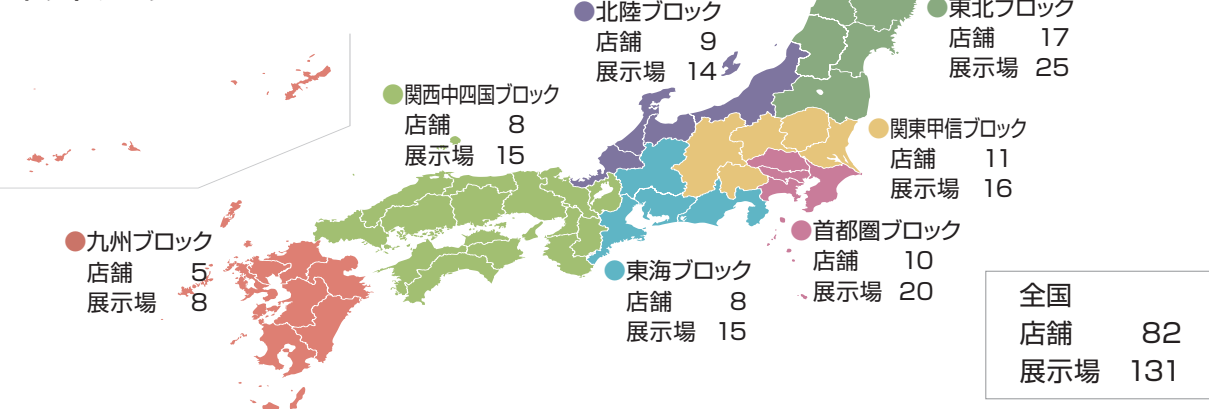 ●北陸ブロック
店舗 9
展示場 14
●東北ブロック
店舗 17
展示場 25
●関西中四国ブロック
店舗 8
展示場 15
●関東甲信ブロック
店舗 11
展示場 16
●九州ブロック
店舗 5
展示場 8
●首都圏ブロック
店舗 10
展示場 20
●東海ブロック
店舗 8
展示場 15
全国
店舗 82
展示場 131